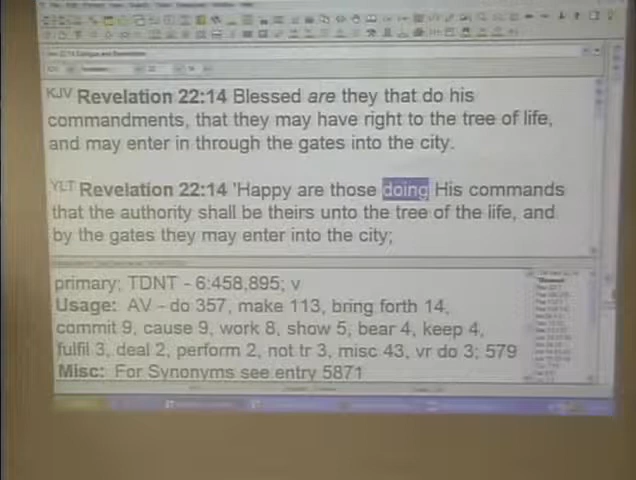 KJV Revelation 22:14 Blessed are they that do his
commandments, that they may have right to the tree of life,
and may enter in through the gates into the city.
YLT Revelation 22:14 'Happy are those doing His commands
that the authority shall be theirs unto the tree of the life, and
by the gates they may enter into the city;
primary; TDNT - 6:458,895; v
Usage: AV - do 357, make 113, bring forth 14,
commit 9, cause 9, work 8, show 5, bear 4, keep 4,
fulfil 3, deal 2, perform 2, not tr 3, misc 43, vr do 3; 579
Misc: For Synonyms see entry 5871